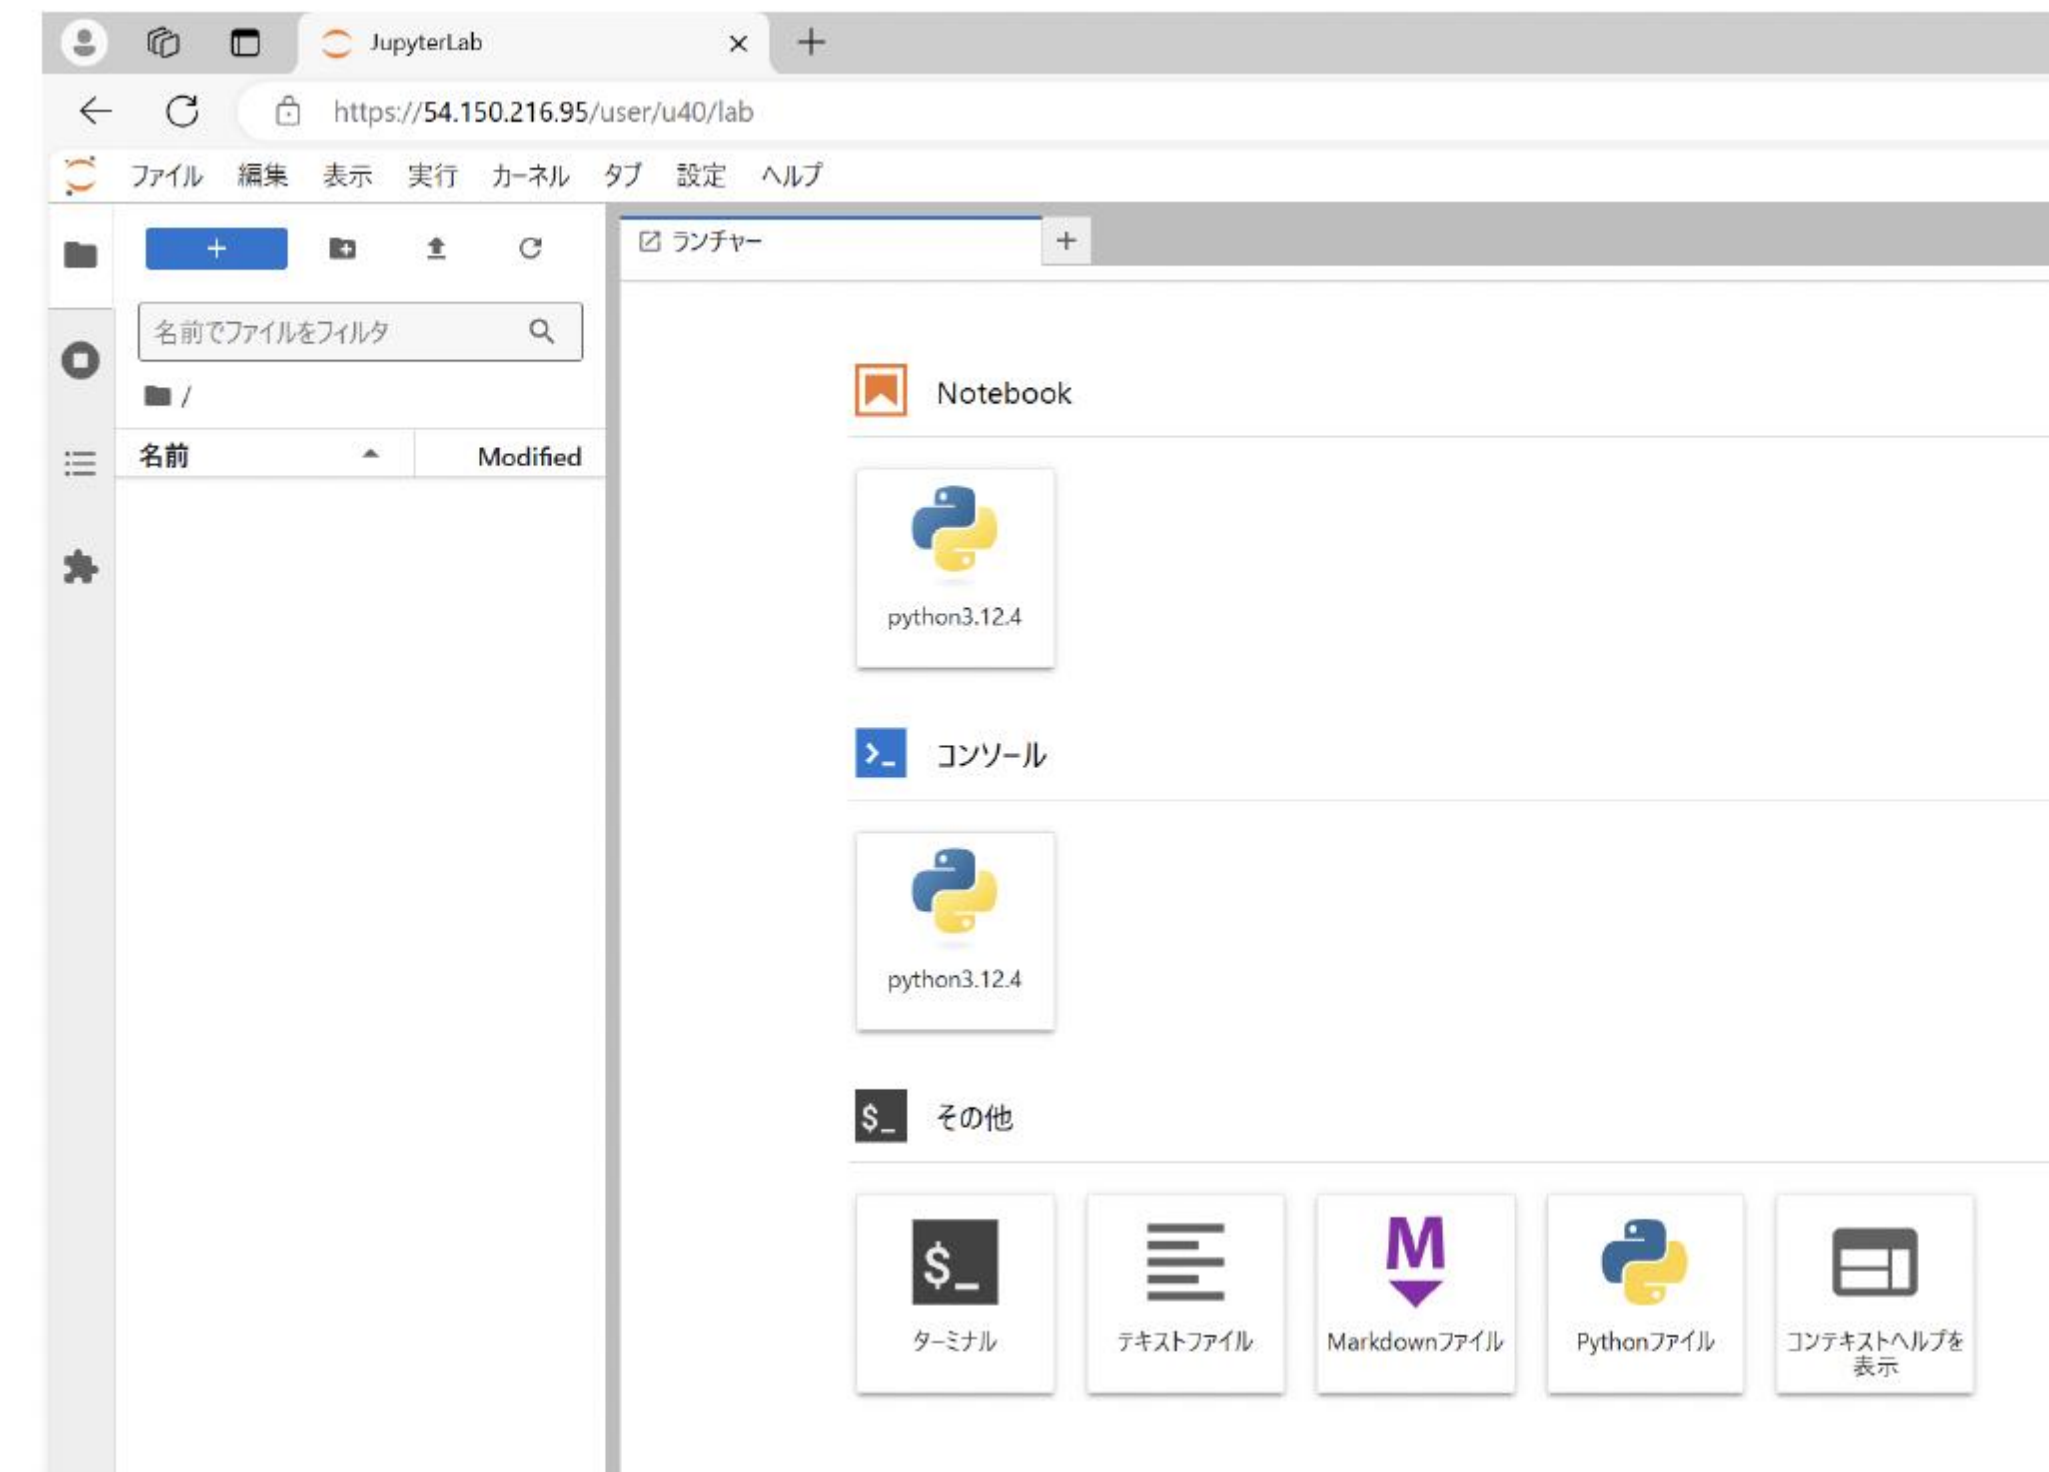 JupyterLab
https://54.150.216.95/user/u40/lab
ファイル 編集 表示 実行 カーネル タブ 設定 ヘルプ
ランチャー
名前でファイルをフィルタ
/
名前 Modified
Notebook
python3.12.4
コンソール
python3.12.4
$_ その他
$_
ターミナル
テキストファイル
M
Markdownファイル
Pythonファイル
コンテキストヘルプを
表示